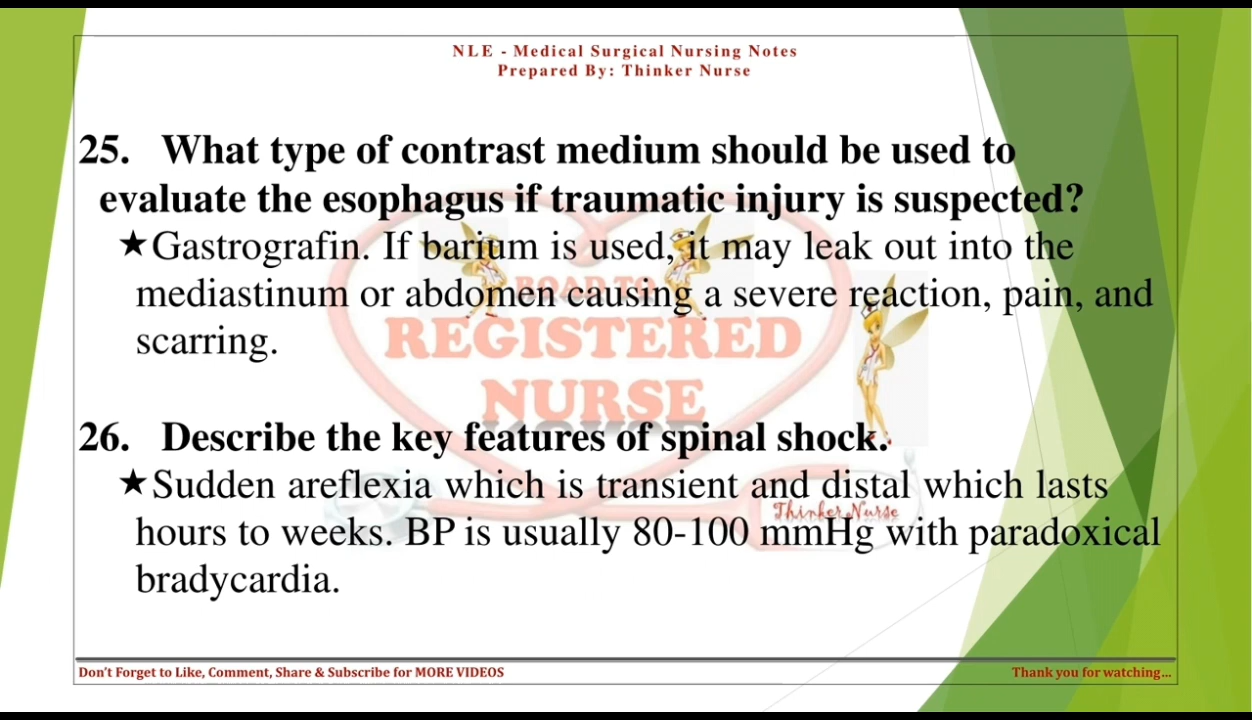 NLE - Medical Surgical Nursing Notes
Prepared By: Thinker Nurse
25. What type of contrast medium should be used to
evaluate the esophagus if traumatic injury is suspected?
★Gastrografin. If barium is used, it may leak out into the
mediastinum or abdomen causing a severe reaction, pain, and
scarring.
ROAD TO
REGISTERED
NURSE
26. Describe the key features of spinal shock.
★Sudden areflexia which is transient and distal which lasts
hours to weeks. BP is usually 80-100 mmHg with paradoxical
bradycardia.
Thinker Nurse
Don't Forget to Like, Comment, Share & Subscribe for MORE VIDEOS
Thank you for watching...